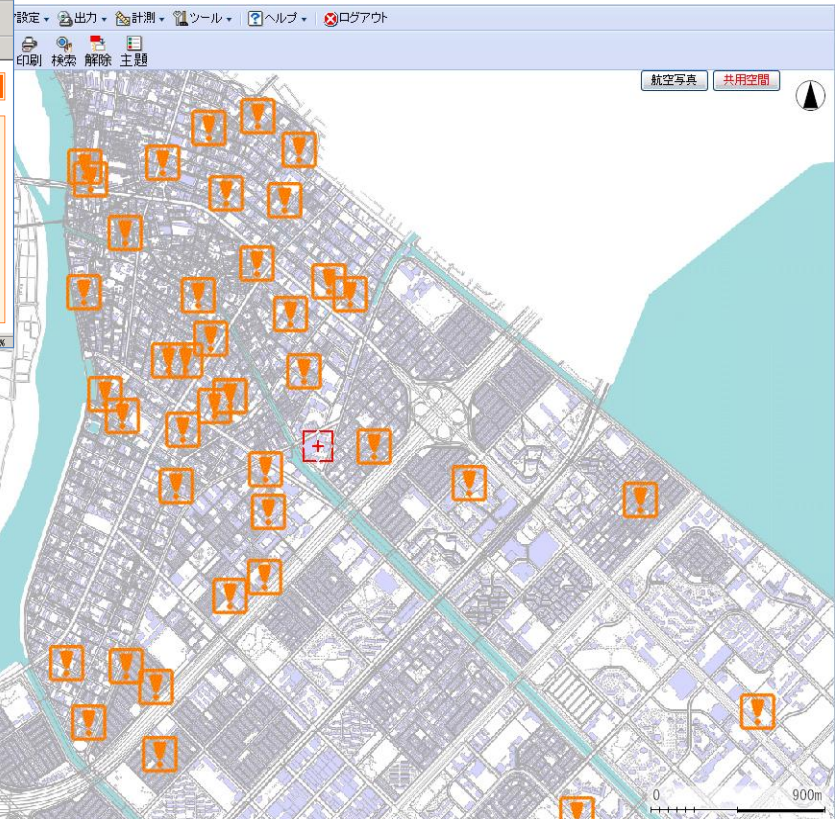 設定 出力 計測 ツール ? ヘルプ ログアウト
印刷 検索 解除 主題
航空写真 共用空間
%
0 900m